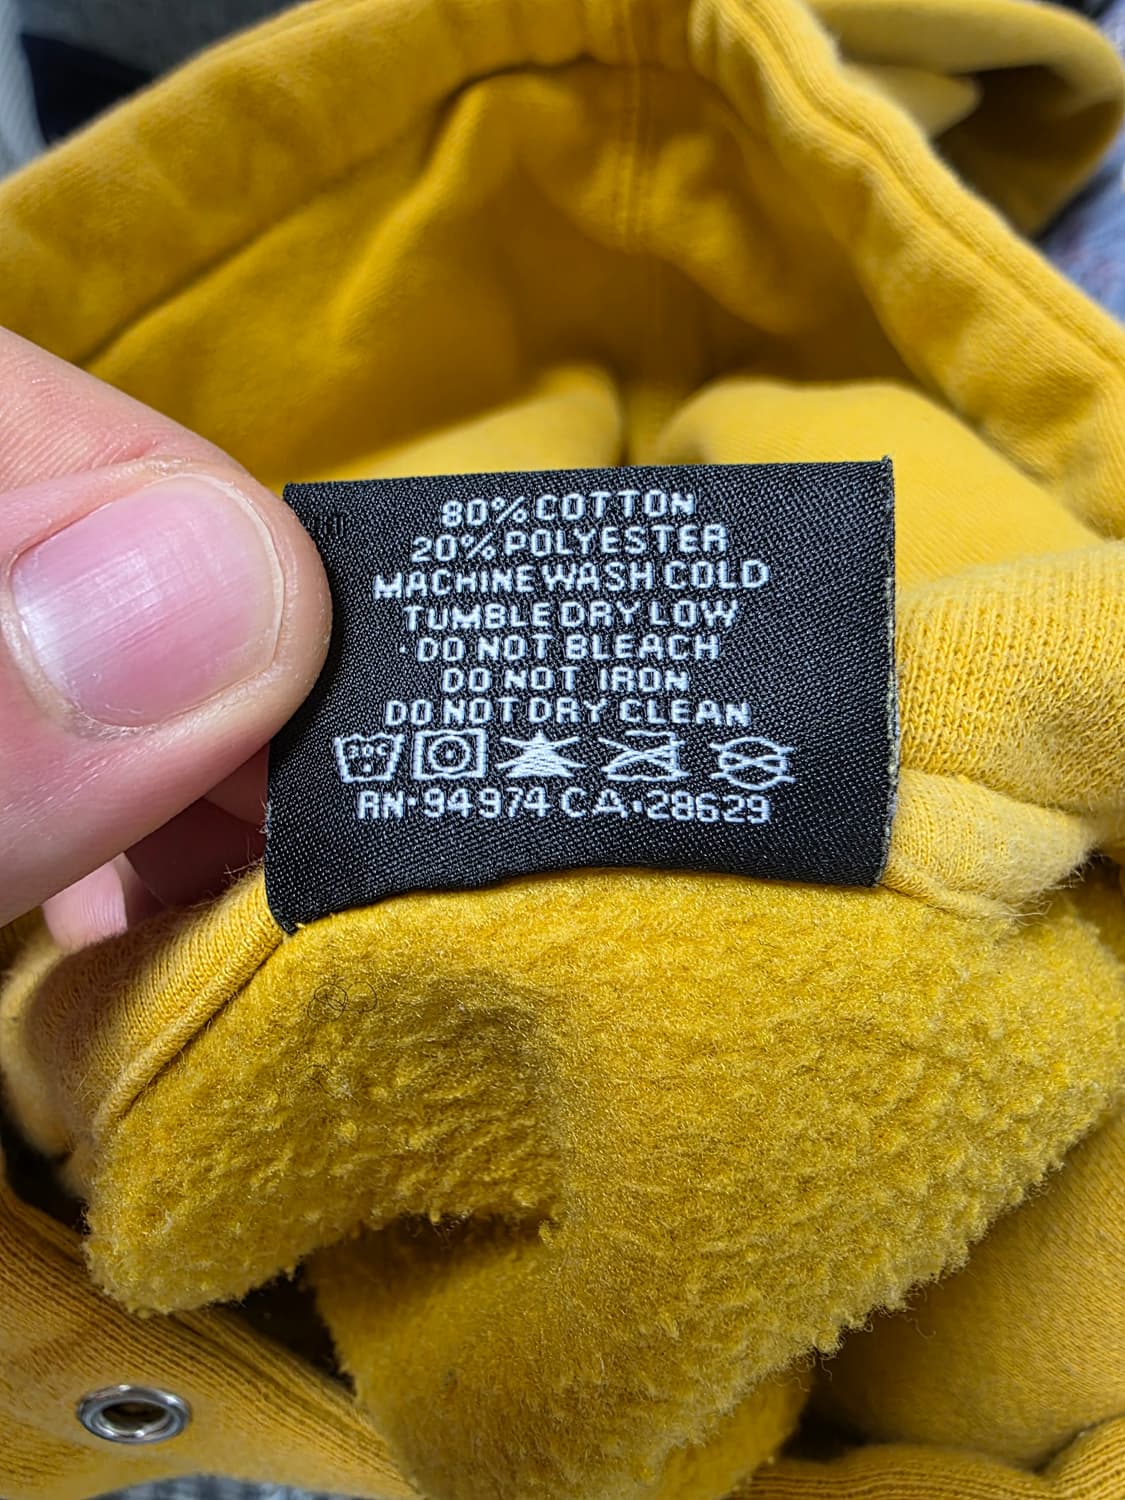 80% COTTON
20% POLYESTER
MACHINE WASH COLD
TUMBLE DRY LOW
DO NOT BLEACH
DO NOT IRON
DO NOT DRY CLEAN
RN·94974 CA·28629